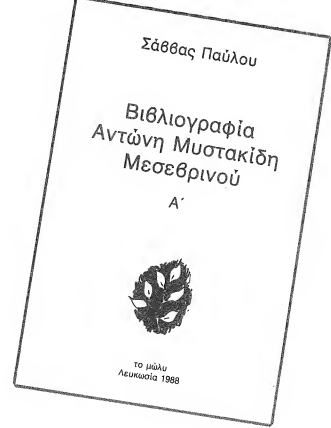 Σάββας Παύλου
Βιβλιογραφία
Αντώνη Μυστακίδη
Μεσεβρινού
Α΄
το μώλυ
Λευκωσία 1988